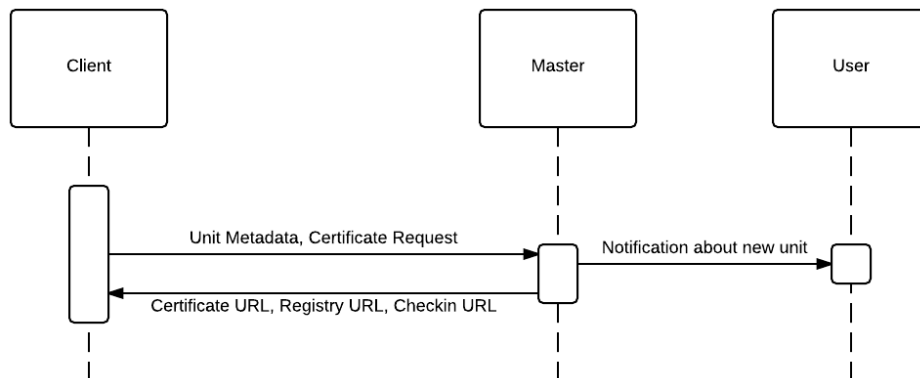 Client
Master
User
Unit Metadata, Certificate Request
Notification about new unit
Certificate URL, Registry URL, Checkin URL